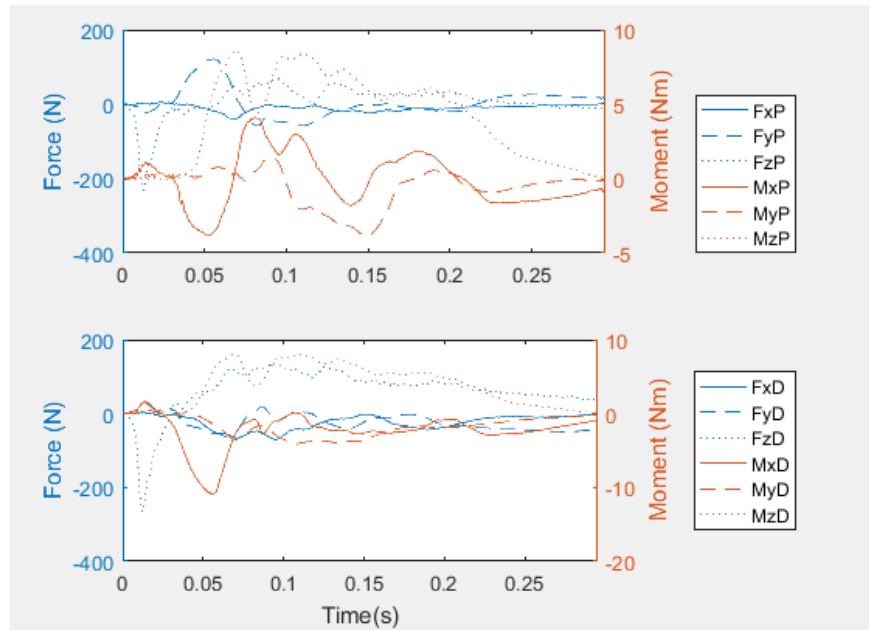 200
0
-200
-400
Force (N)
10
5
0
-5
Moment (Nm)
0
0.05
0.1
0.15
0.2
0.25
FxP
FyP
FzP
MxP
MyP
MzP
200
0
-200
-400
Force (N)
10
0
-10
-20
Moment (Nm)
0
0.05
0.1
0.15
0.2
0.25
Time(s)
FxD
FyD
FzD
MxD
MyD
MzD